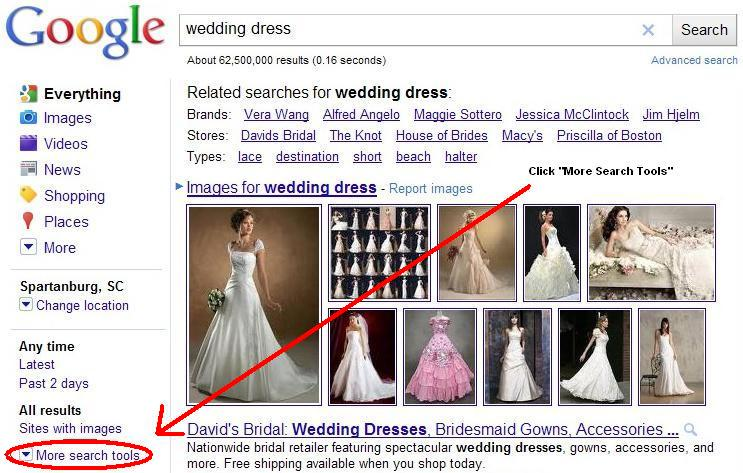 Google
wedding dress
Search
About 62,500,000 results (0.16 seconds)
Advanced search
Everything
Images
Videos
News
Shopping
Places
More
Spartanburg, SC
Change location
Any time
Latest
Past 2 days
All results
Sites with images
More search tools
Related searches for wedding dress:
Brands: Vera Wang Alfred Angelo Maggie Sottero Jessica McClintock Jim Hjelm
Stores: Davids Bridal The Knot House of Brides Macy's Priscilla of Boston
Types: lace destination short beach halter
Click "More Search Tools"
Images for wedding dress - Report images
David's Bridal: Wedding Dresses, Bridesmaid Gowns, Accessories ...
Nationwide bridal retailer featuring spectacular wedding dresses, gowns, accessories, and
more. Free shipping available when you shop today.